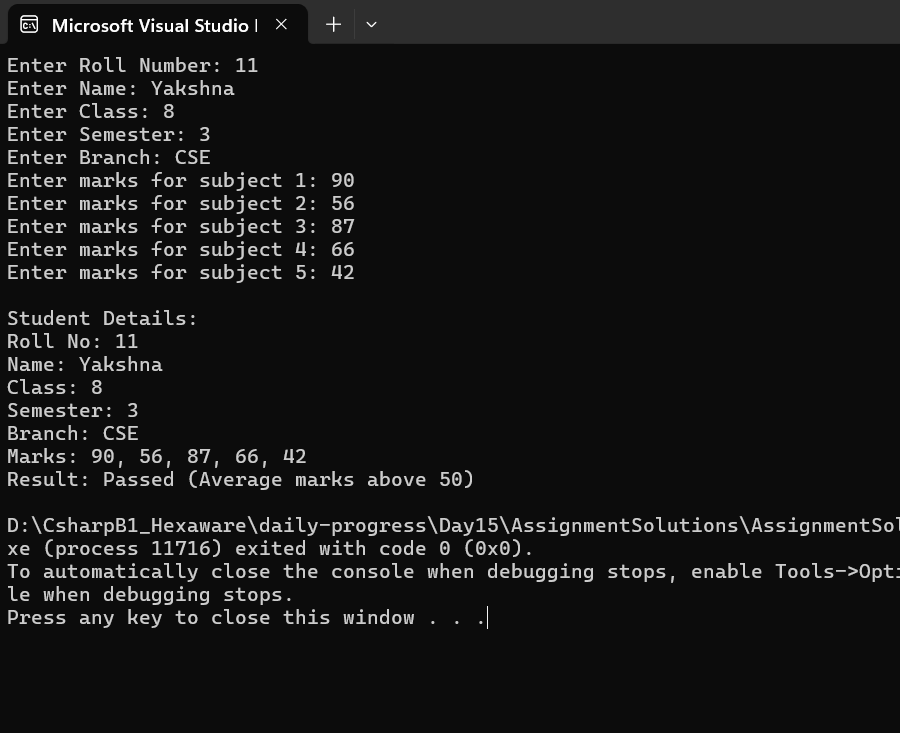 Microsoft Visual Studio
Enter Roll Number: 11
Enter Name: Yakshna
Enter Class: 8
Enter Semester: 3
Enter Branch: CSE
Enter marks for subject 1: 90
Enter marks for subject 2: 56
Enter marks for subject 3: 87
Enter marks for subject 4: 66
Enter marks for subject 5: 42
Student Details:
Roll No: 11
Name: Yakshna
Class: 8
Semester: 3
Branch: CSE
Marks: 90, 56, 87, 66, 42
Result: Passed (Average marks above 50)
D:\CsharpB1_Hexaware\daily-progress\Day15\AssignmentSolutions\AssignmentSol
xe (process 11716) exited with code 0 (0x0).
To automatically close the console when debugging stops, enable Tools->Opti
le when debugging stops.
Press any key to close this window . . .